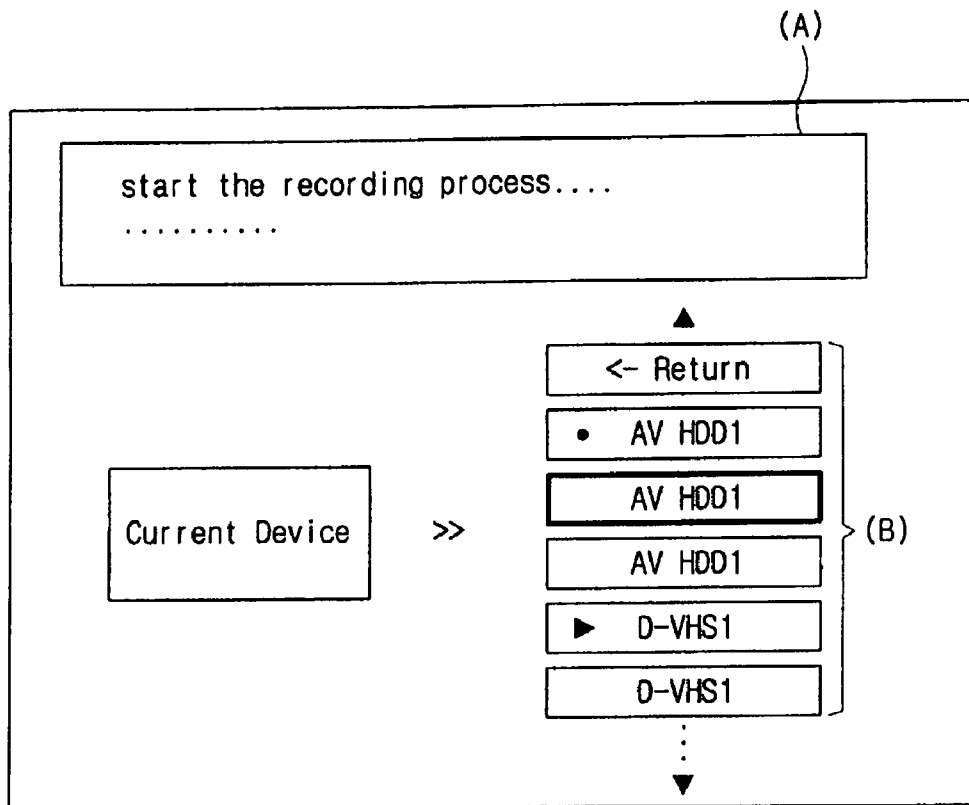 (A)
start the recording process....
..........
▲
<- Return
● AV HDD1
AV HDD1
Current Device >>
AV HDD1
(B)
▶ D-VHS1
D-VHS1
▼